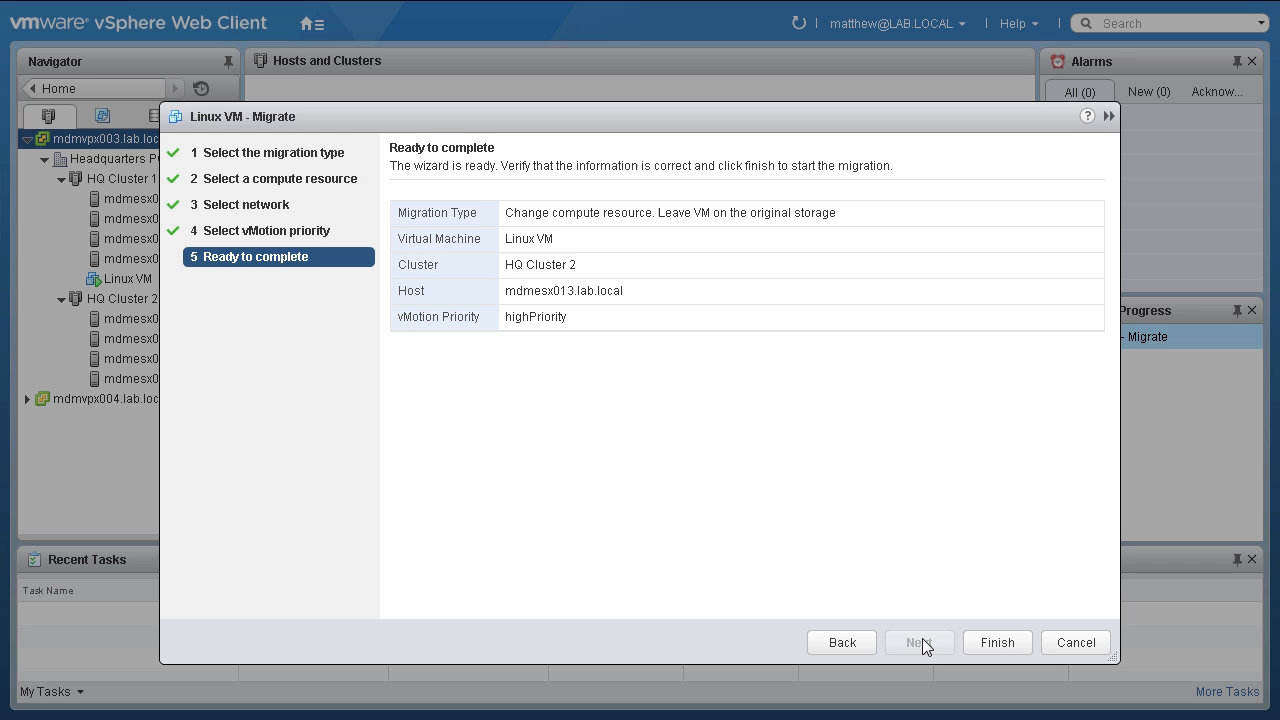 vmware® vSphere Web Client
matthew@LAB.LOCAL
Help
Search
Navigator
Hosts and Clusters
Alarms
Home
All (0)
New (0)
Acknow...
Linux VM - Migrate
mdmvpx003.lab.loc
Headquarters P
HQ Cluster 1
mdmesx0
mdmesx0
mdmesx0
mdmesx0
Linux VM
HQ Cluster 2
mdmesx0
mdmesx0
mdmesx0
mdmesx0
mdmvpx004.lab.loc
1 Select the migration type
2 Select a compute resource
3 Select network
4 Select vMotion priority
5 Ready to complete
Ready to complete
The wizard is ready. Verify that the information is correct and click finish to start the migration.
Migration Type Change compute resource. Leave VM on the original storage
Virtual Machine Linux VM
Cluster HQ Cluster 2
Host mdmesx013.lab.local
vMotion Priority highPriority
Progress
- Migrate
Recent Tasks
Task Name
Back
Next
Finish
Cancel
My Tasks
More Tasks